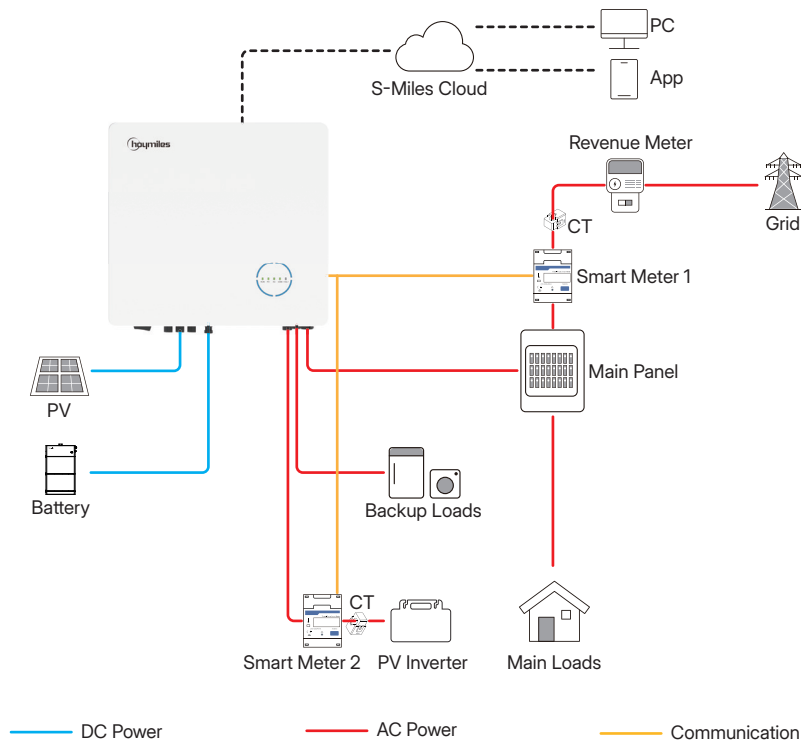 PC
S-Miles Cloud
App
hoymiles
Revenue Meter
Grid
CT
Smart Meter 1
Main Panel
PV
Battery
Backup Loads
CT
Smart Meter 2
PV Inverter
Main Loads
DC Power
AC Power
Communication